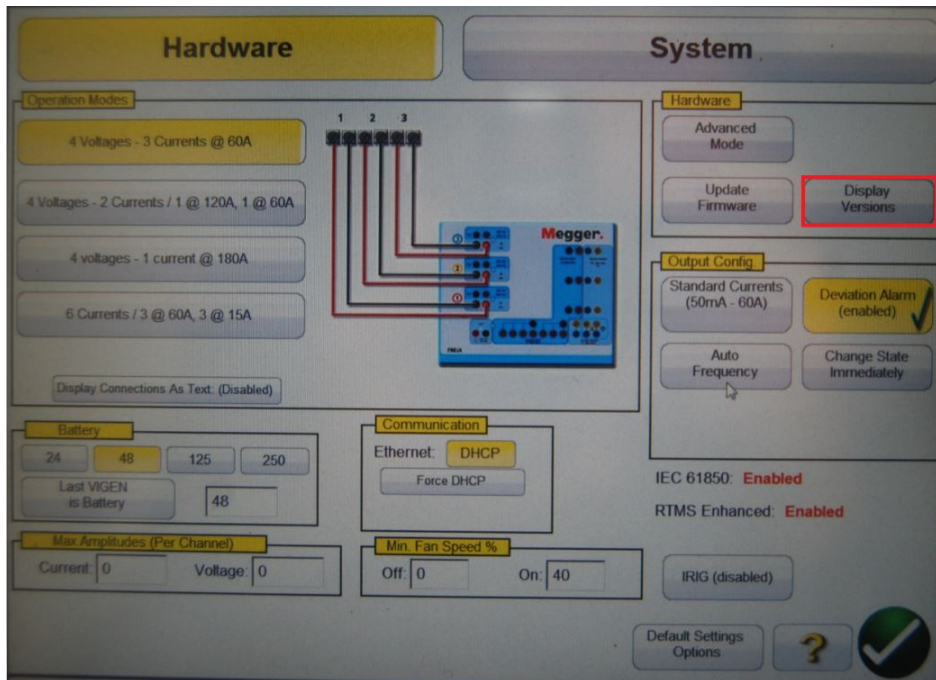 Hardware
System
Operation Modes
4 Voltages - 3 Currents @ 60A
4 Voltages - 2 Currents / 1 @ 120A, 1 @ 60A
4 voltages - 1 current @ 180A
6 Currents / 3 @ 60A, 3 @ 15A
Display Connections As Text: (Disabled)
1 2 3
Megger.
Hardware
Advanced
Mode
Update
Firmware
Display
Versions
Output Config
Standard Currents
(50mA - 60A)
Deviation Alarm
(enabled)
Auto
Frequency
Change State
Immediately
Battery
24 48 125 250
Last VIGEN
is Battery
48
Communication
Ethernet: DHCP
Force DHCP
IEC 61850: Enabled
RTMS Enhanced: Enabled
Max Amplitudes (Per Channel)
Current: 0 Voltage: 0
Min. Fan Speed %
Off: 0 On: 40
IRIG (disabled)
Default Settings
Options
?